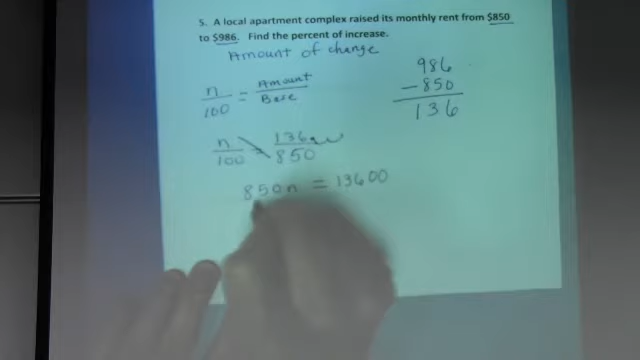 5. A local apartment complex raised its monthly rent from $850
to $986. Find the percent of increase.
Amount of change
n/100 = Amount/Base
986
- 850
136
n/100 = 136/850
850n = 13600